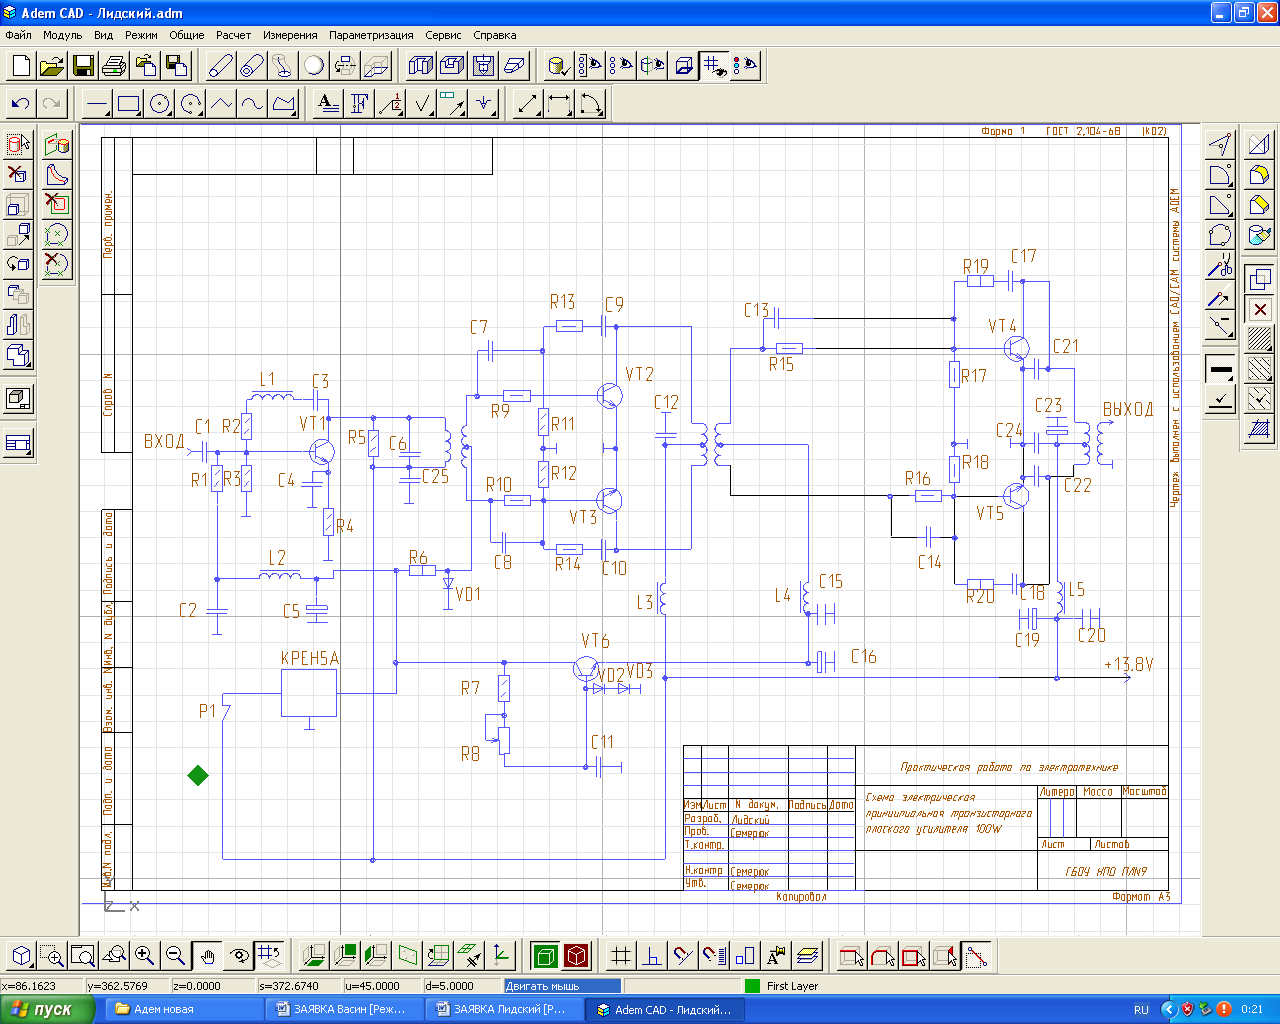 Adem CAD - Лидский.adm
Файл Модуль Вид Режим Общие Расчет Измерения Параметризация Сервис Справка
Форма 1 ГОСТ 2.104-68 (К02)
Перв. примен.
Справ N
Подпись и дата
Инв. N дубл.
Взам. инв. N
Подп. и дата
Инв.N подл.
Чертеж выполнен с использованием CAD/CAM системы ADEM
R19 C17
VT4
C21
R13 C9
C13
C7
R15
R17
VT2
L1 C3
C12
C23 ВЫХОД
R9
R11
C24
ВХОД C1 R2 VT1 R5 C6
R18
R1 R3 C4 C25
R10 R12
R16 C22
VT3
VT5
R4
L2 R6 C8 R14 C10 C14
VD1
L3 L4 C15
R20 C18 L5
C2 C5
C19 C20
VT6
КРЕН5А
C16
+13.8V
R7
VD2 VD3
P1
R8 C11
Практическая работа по электротехнике
Изм Лист N докум. Подпись Дата
Разраб. Лидский
Пров. Семерюк
Т.контр.
Н.контр Семерюк
Утв. Семерюк
Схема электрическая
принципиальная транзисторного
плоского усилителя 100W
Литера Масса Масштаб
Лист Листов
ГБОУ НПО ПЛ№9
Копировал Формат А3
X
x=86.1623 y=362.5769 z=0.0000 s=372.6740 u=45.0000 d=5.0000 Двигать мышь First Layer
пуск Адем новая ЗАЯВКА Васин [Реж... ЗАЯВКА Лидский [Р... Adem CAD - Лидский... RU 0:21